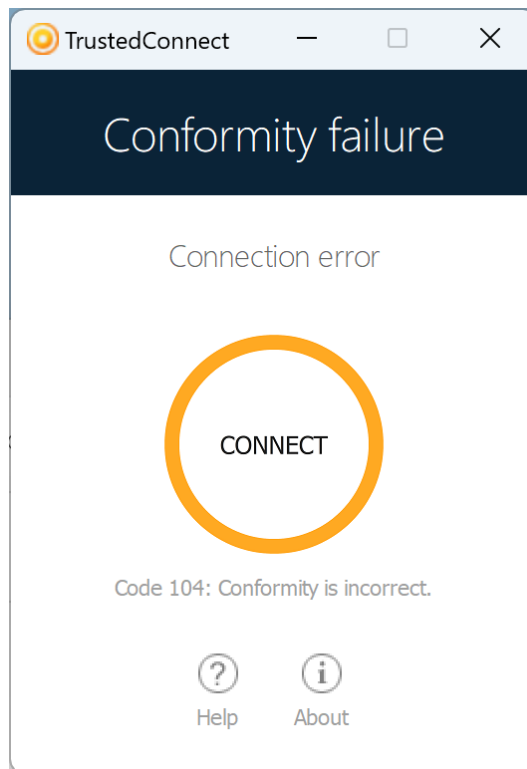 TrustedConnect
Conformity failure
Connection error
CONNECT
Code 104: Conformity is incorrect.
Help About